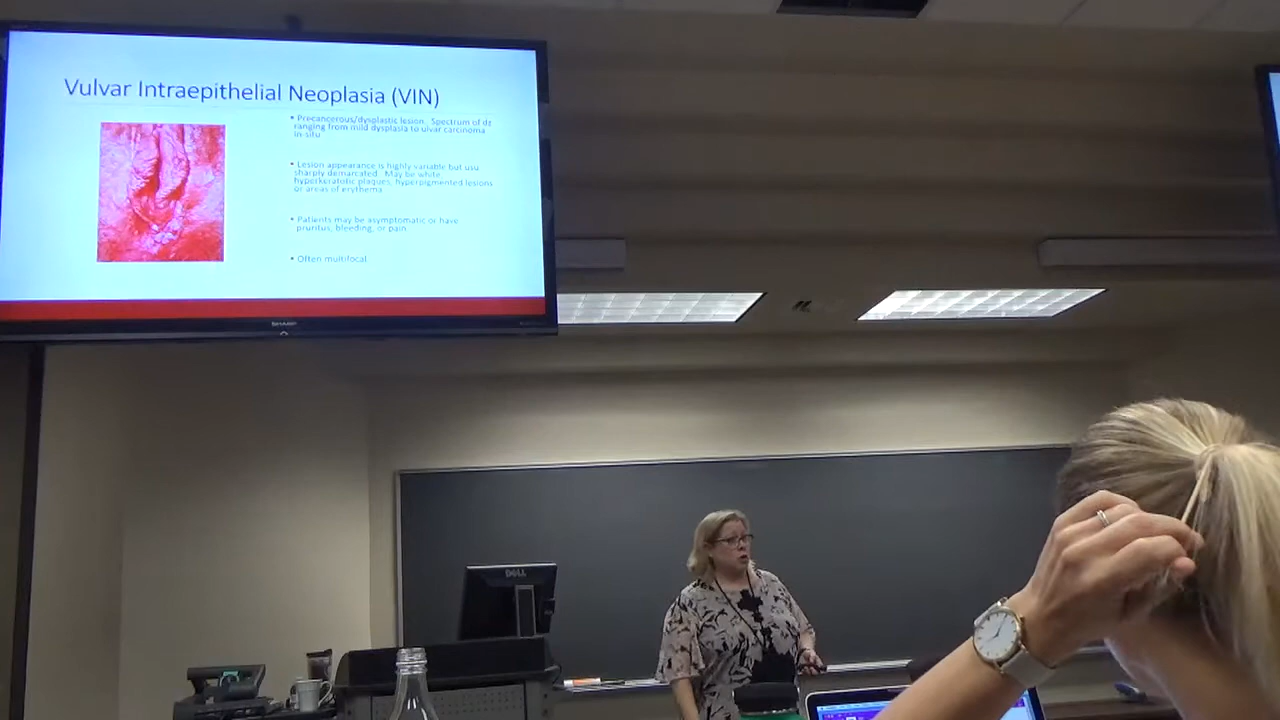 Vulvar Intraepithelial Neoplasia (VIN)
• Precancerous/dysplastic lesion. Spectrum of dz
ranging from mild dysplasia to ulvar carcinoma
in-situ
• Lesion appearance is highly variable but usu
sharply demarcated. May be white,
hyperkeratotic plaques, hyperpigmented lesions
or areas of erythema
• Patients may be asymptomatic or have
pruritus, bleeding, or pain.
• Often multifocal
SHARP
DELL